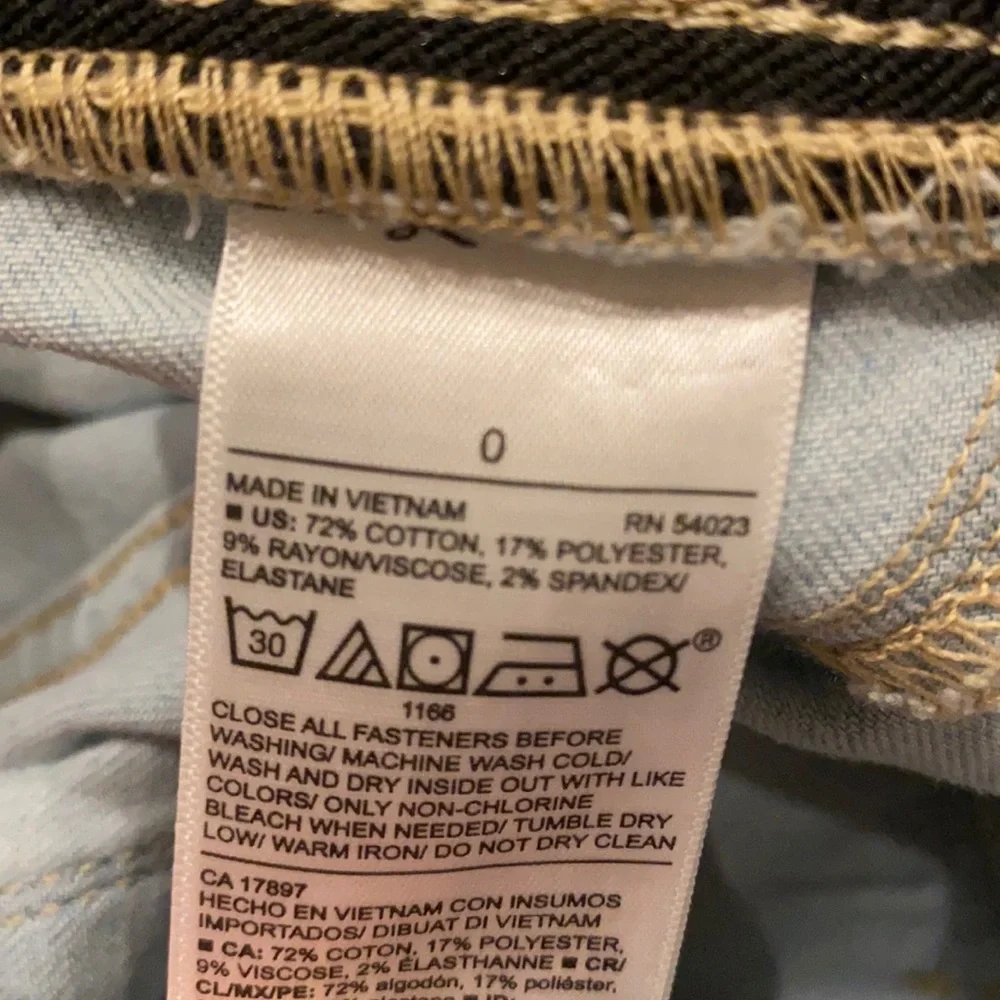 0
MADE IN VIETNAM RN 54023
■ US: 72% COTTON, 17% POLYESTER,
9% RAYON/VISCOSE, 2% SPANDEX/
ELASTANE
30 ®
1166
CLOSE ALL FASTENERS BEFORE
WASHING/ MACHINE WASH COLD/
WASH AND DRY INSIDE OUT WITH LIKE
COLORS/ ONLY NON-CHLORINE
BLEACH WHEN NEEDED/ TUMBLE DRY
LOW/ WARM IRON/ DO NOT DRY CLEAN
CA 17897
HECHO EN VIETNAM CON INSUMOS
IMPORTADOS/ DIBUAT DI VIETNAM
■ CA: 72% COTON, 17% POLYESTER,
9% VISCOSE, 2% ÉLASTHANNE ■ CR/
CL/MX/PE: 72% algodón, 17% poliéster,